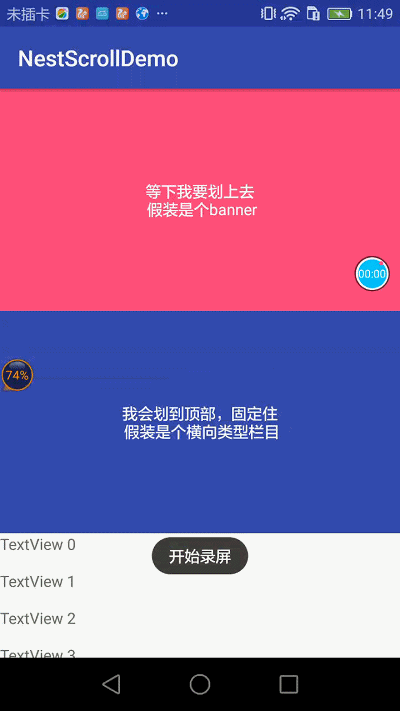 未插卡 ··· 11:49
NestScrollDemo
等下我要划上去
假装是个banner
00:00
74%
我会划到顶部，固定住
假装是个横向类型栏目
TextView 0
开始录屏
TextView 1
TextView 2
TextView 3